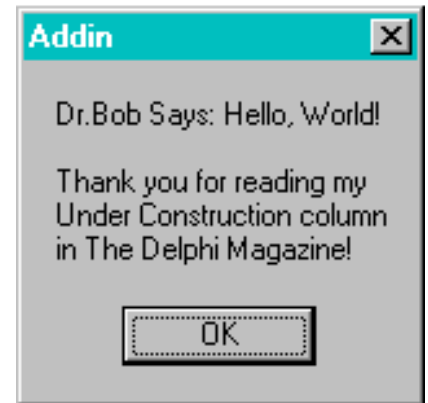 Addin
Dr.Bob Says: Hello, World!
Thank you for reading my
Under Construction column
in The Delphi Magazine!
OK